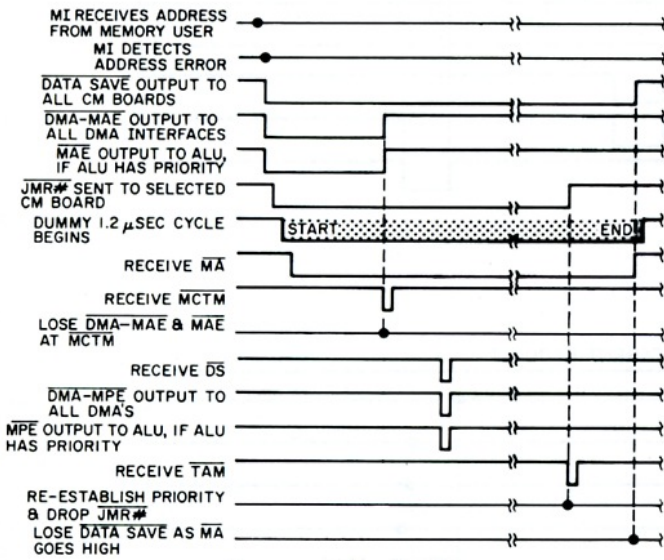 MI RECEIVES ADDRESS
FROM MEMORY USER
MI DETECTS
ADDRESS ERROR
DATA SAVE OUTPUT TO
ALL CM BOARDS
DMA-MAE OUTPUT TO
ALL DMA INTERFACES
MAE OUTPUT TO ALU,
IF ALU HAS PRIORITY
JMR# SENT TO SELECTED
CM BOARD
DUMMY 1.2 μSEC CYCLE
BEGINS
START
END
RECEIVE MA
RECEIVE MCTM
LOSE DMA-MAE & MAE
AT MCTM
RECEIVE DS
DMA-MPE OUTPUT TO
ALL DMA'S
MPE OUTPUT TO ALU, IF ALU
HAS PRIORITY
RECEIVE TAM
RE-ESTABLISH PRIORITY
& DROP JMR#
LOSE DATA SAVE AS MA
GOES HIGH